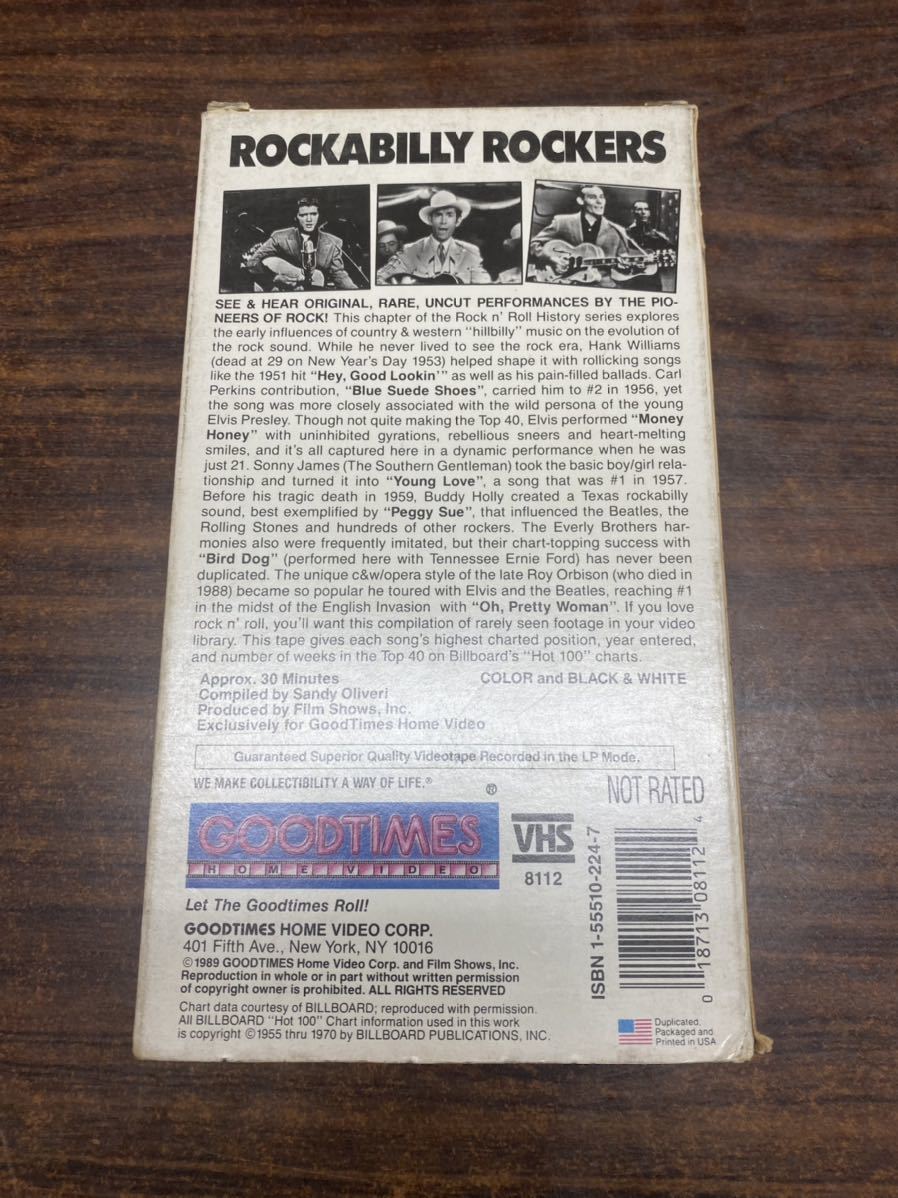 ROCKABILLY ROCKERS
SEE & HEAR ORIGINAL, RARE, UNCUT PERFORMANCES BY THE PIO-
NEERS OF ROCK! This chapter of the Rock n' Roll History series explores
the early influences of country & western "hillbilly" music on the evolution of
the rock sound. While he never lived to see the rock era, Hank Williams
(dead at 29 on New Year's Day 1953) helped shape it with rollicking songs
like the 1951 hit "Hey, Good Lookin'" as well as his pain-filled ballads. Carl
Perkins contribution, "Blue Suede Shoes", carried him to #2 in 1956, yet
the song was more closely associated with the wild persona of the young
Elvis Presley. Though not quite making the Top 40, Elvis performed "Money
Honey" with uninhibited gyrations, rebellious sneers and heart-melting
smiles, and it's all captured here in a dynamic performance when he was
just 21. Sonny James (The Southern Gentleman) took the basic boy/girl rela-
tionship and turned it into "Young Love", a song that was #1 in 1957.
Before his tragic death in 1959, Buddy Holly created a Texas rockabilly
sound, best exemplified by "Peggy Sue", that influenced the Beatles, the
Rolling Stones and hundreds of other rockers. The Everly Brothers har-
monies also were frequently imitated, but their chart-topping success with
"Bird Dog" (performed here with Tennessee Ernie Ford) has never been
duplicated. The unique c&w/opera style of the late Roy Orbison (who died in
1988) became so popular he toured with Elvis and the Beatles, reaching #1
in the midst of the English Invasion with "Oh, Pretty Woman". If you love
rock n' roll, you'll want this compilation of rarely seen footage in your video
library. This tape gives each song's highest charted position, year entered,
and number of weeks in the Top 40 on Billboard's "Hot 100" charts.
Approx. 30 Minutes COLOR and BLACK & WHITE
Compiled by Sandy Oliveri
Produced by Film Shows, Inc.
Exclusively for GoodTimes Home Video
Guaranteed Superior Quality Videotape Recorded in the LP Mode.
WE MAKE COLLECTIBILITY A WAY OF LIFE.®
NOT RATED
®
GOODTIMES
HOME VIDEO
VHS
8112
Let The Goodtimes Roll!
GOODTIMES HOME VIDEO CORP.
401 Fifth Ave., New York, NY 10016
©1989 GOODTIMES Home Video Corp. and Film Shows, Inc.
Reproduction in whole or in part without written permission
of copyright owner is prohibited. ALL RIGHTS RESERVED
Chart data courtesy of BILLBOARD; reproduced with permission.
All BILLBOARD "Hot 100" Chart information used in this work
is copyright ©1955 thru 1970 by BILLBOARD PUBLICATIONS, INC.
ISBN 1-55510-224-7
0 18713 08112 4
Duplicated,
Packaged and
Printed in USA